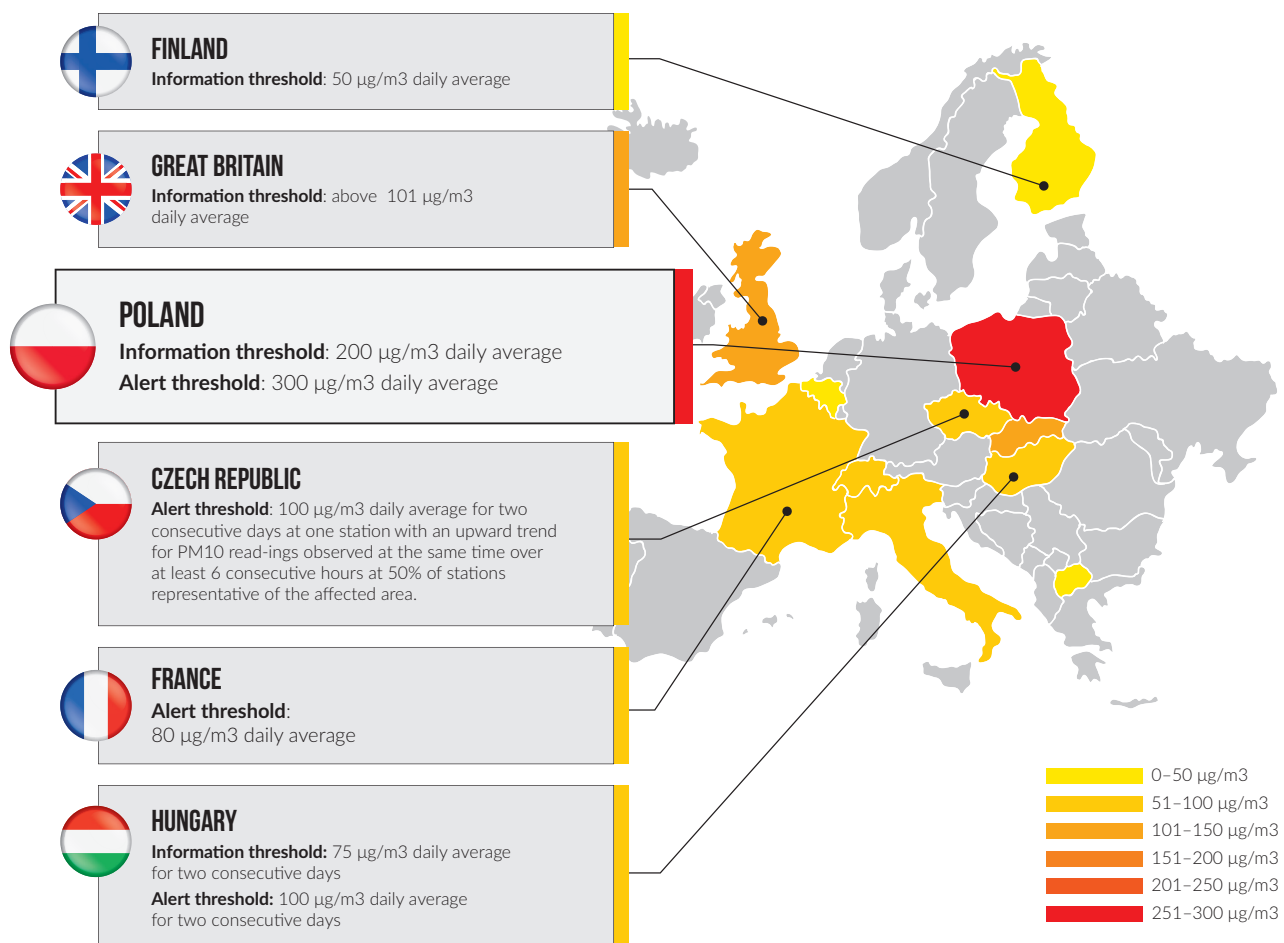 FINLAND
Information threshold: 50 µg/m3 daily average
GREAT BRITAIN
Information threshold: above 101 µg/m3
daily average
POLAND
Information threshold: 200 µg/m3 daily average
Alert threshold: 300 µg/m3 daily average
CZECH REPUBLIC
Alert threshold: 100 µg/m3 daily average for two
consecutive days at one station with an upward trend
for PM10 read-ings observed at the same time over
at least 6 consecutive hours at 50% of stations
representative of the affected area.
FRANCE
Alert threshold:
80 µg/m3 daily average
HUNGARY
Information threshold: 75 µg/m3 daily average
for two consecutive days
Alert threshold: 100 µg/m3 daily average
for two consecutive days
0–50 µg/m3
51–100 µg/m3
101–150 µg/m3
151–200 µg/m3
201–250 µg/m3
251–300 µg/m3